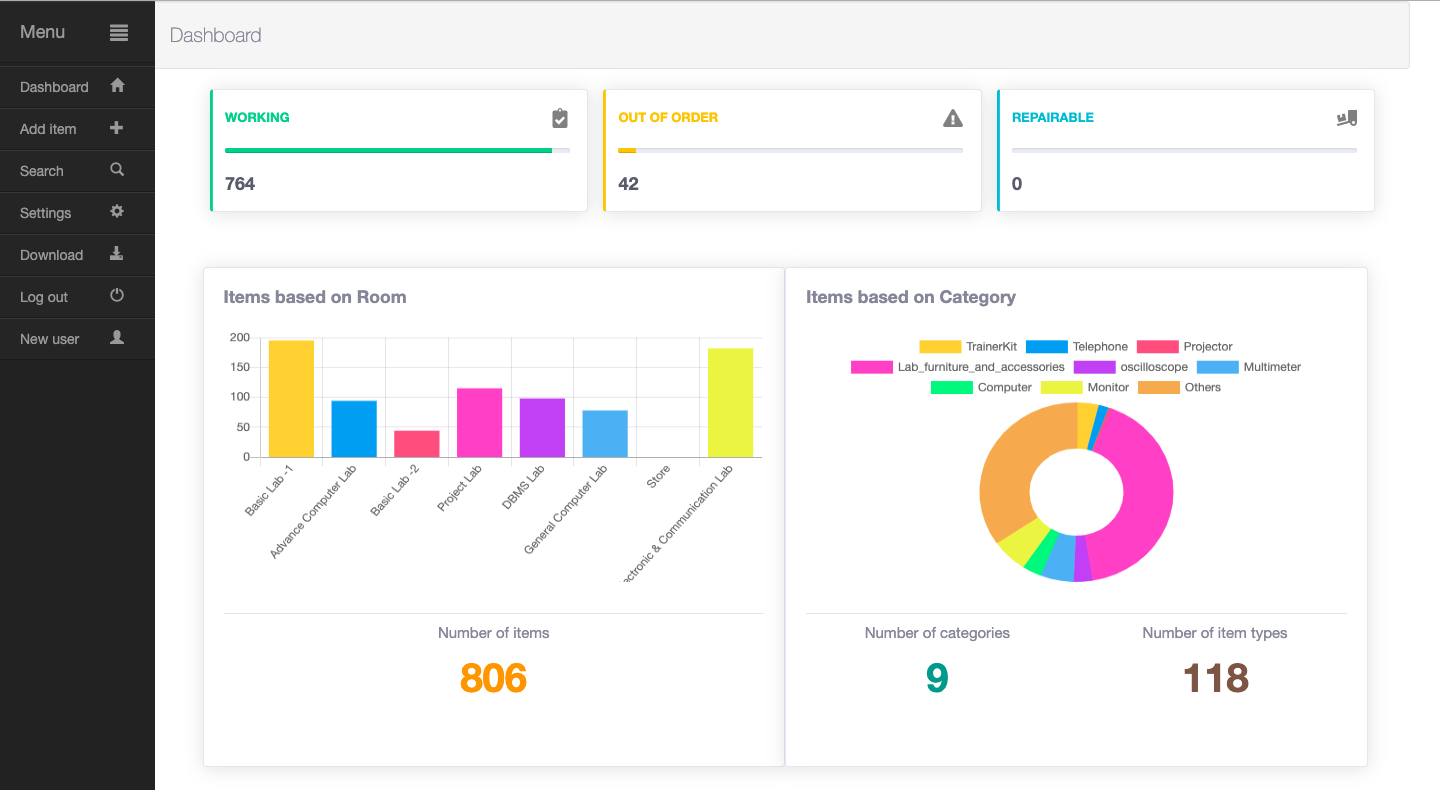 Menu
Dashboard
Dashboard
Add item
Search
Settings
Download
Log out
New user
WORKING
764
OUT OF ORDER
42
REPAIRABLE
0
Items based on Room
200
150
100
50
0
Basic Lab -1
Advance Computer Lab
Basic Lab -2
Project Lab
DBMS Lab
General Computer Lab
Store
ectronic & Communication Lab
Number of items
806
Items based on Category
TrainerKit Telephone Projector
Lab_furniture_and_accessories oscilloscope Multimeter
Computer Monitor Others
Number of categories
9
Number of item types
118